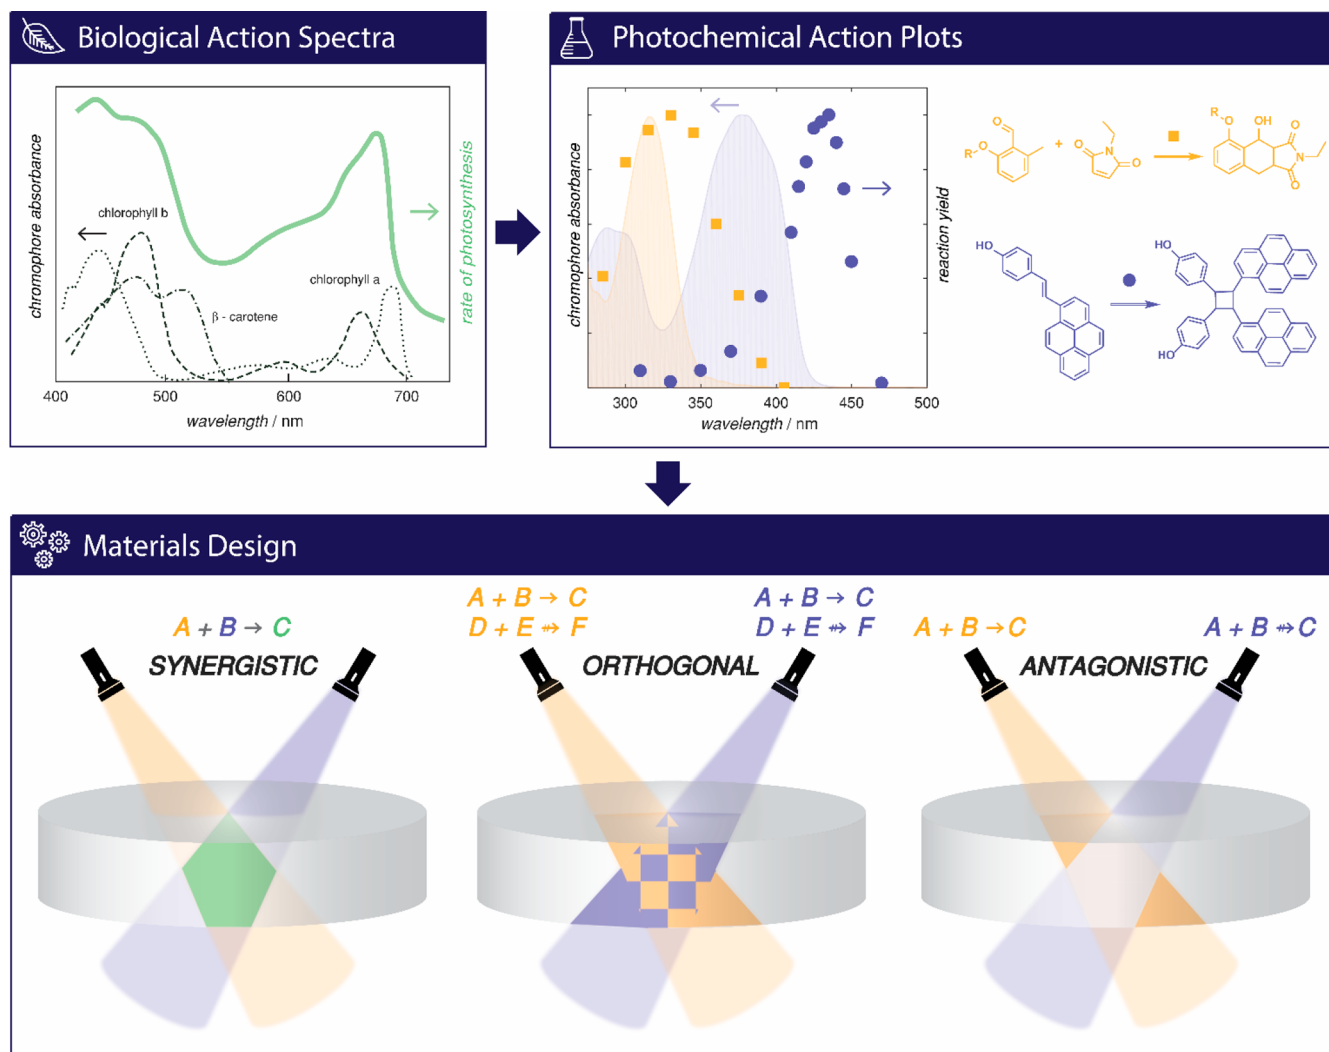 Biological Action Spectra
chromophore absorbance
chlorophyll b
chlorophyll a
β - carotene
rate of photosynthesis
400
500
600
700
wavelength / nm
Photochemical Action Plots
chromophore absorbance
reaction yield
300
350
400
450
500
wavelength / nm
O
O
R
+
O
N
O
R
O
OH
O
N
O
HO
HO
HO
Materials Design
A + B → C
SYNERGISTIC
A + B → C
D + E ⇸ F
A + B → C
D + E ⇸ F
ORTHOGONAL
A + B → C
A + B ⇸ C
ANTAGONISTIC